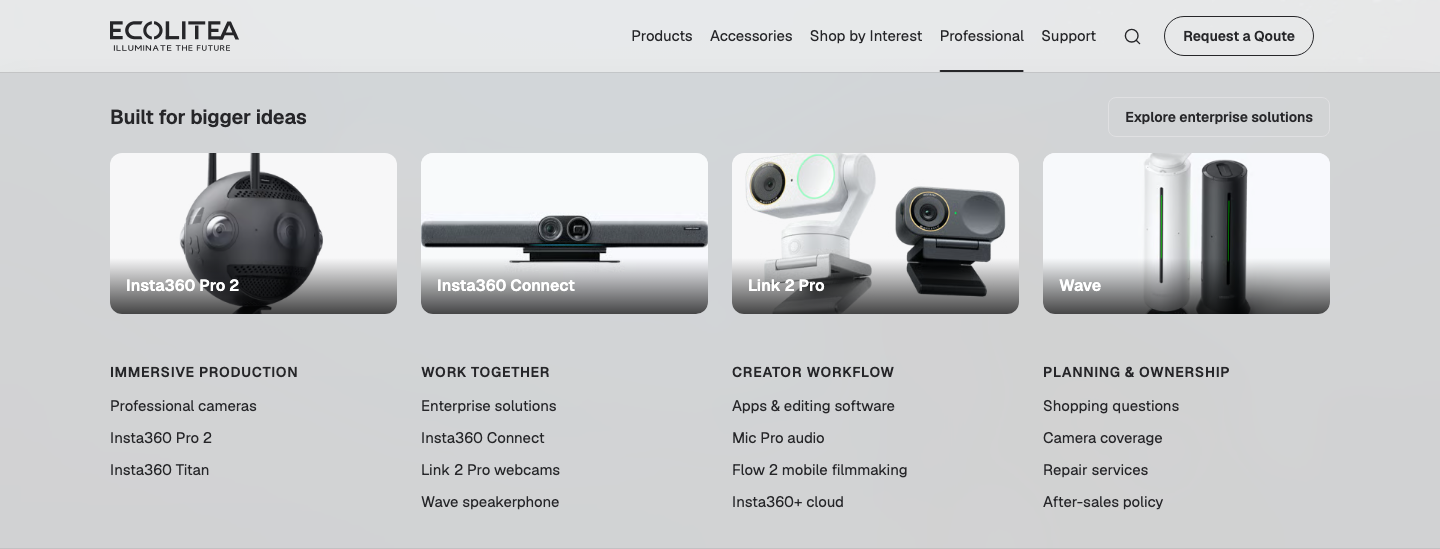 ECOLITEA
ILLUMINATE THE FUTURE
Products
Accessories
Shop by Interest
Professional
Support
Request a Qoute
Built for bigger ideas
Explore enterprise solutions
Insta360 Pro 2
Insta360 Connect
Link 2 Pro
Wave
IMMERSIVE PRODUCTION
Professional cameras
Insta360 Pro 2
Insta360 Titan
WORK TOGETHER
Enterprise solutions
Insta360 Connect
Link 2 Pro webcams
Wave speakerphone
CREATOR WORKFLOW
Apps & editing software
Mic Pro audio
Flow 2 mobile filmmaking
Insta360+ cloud
PLANNING & OWNERSHIP
Shopping questions
Camera coverage
Repair services
After-sales policy